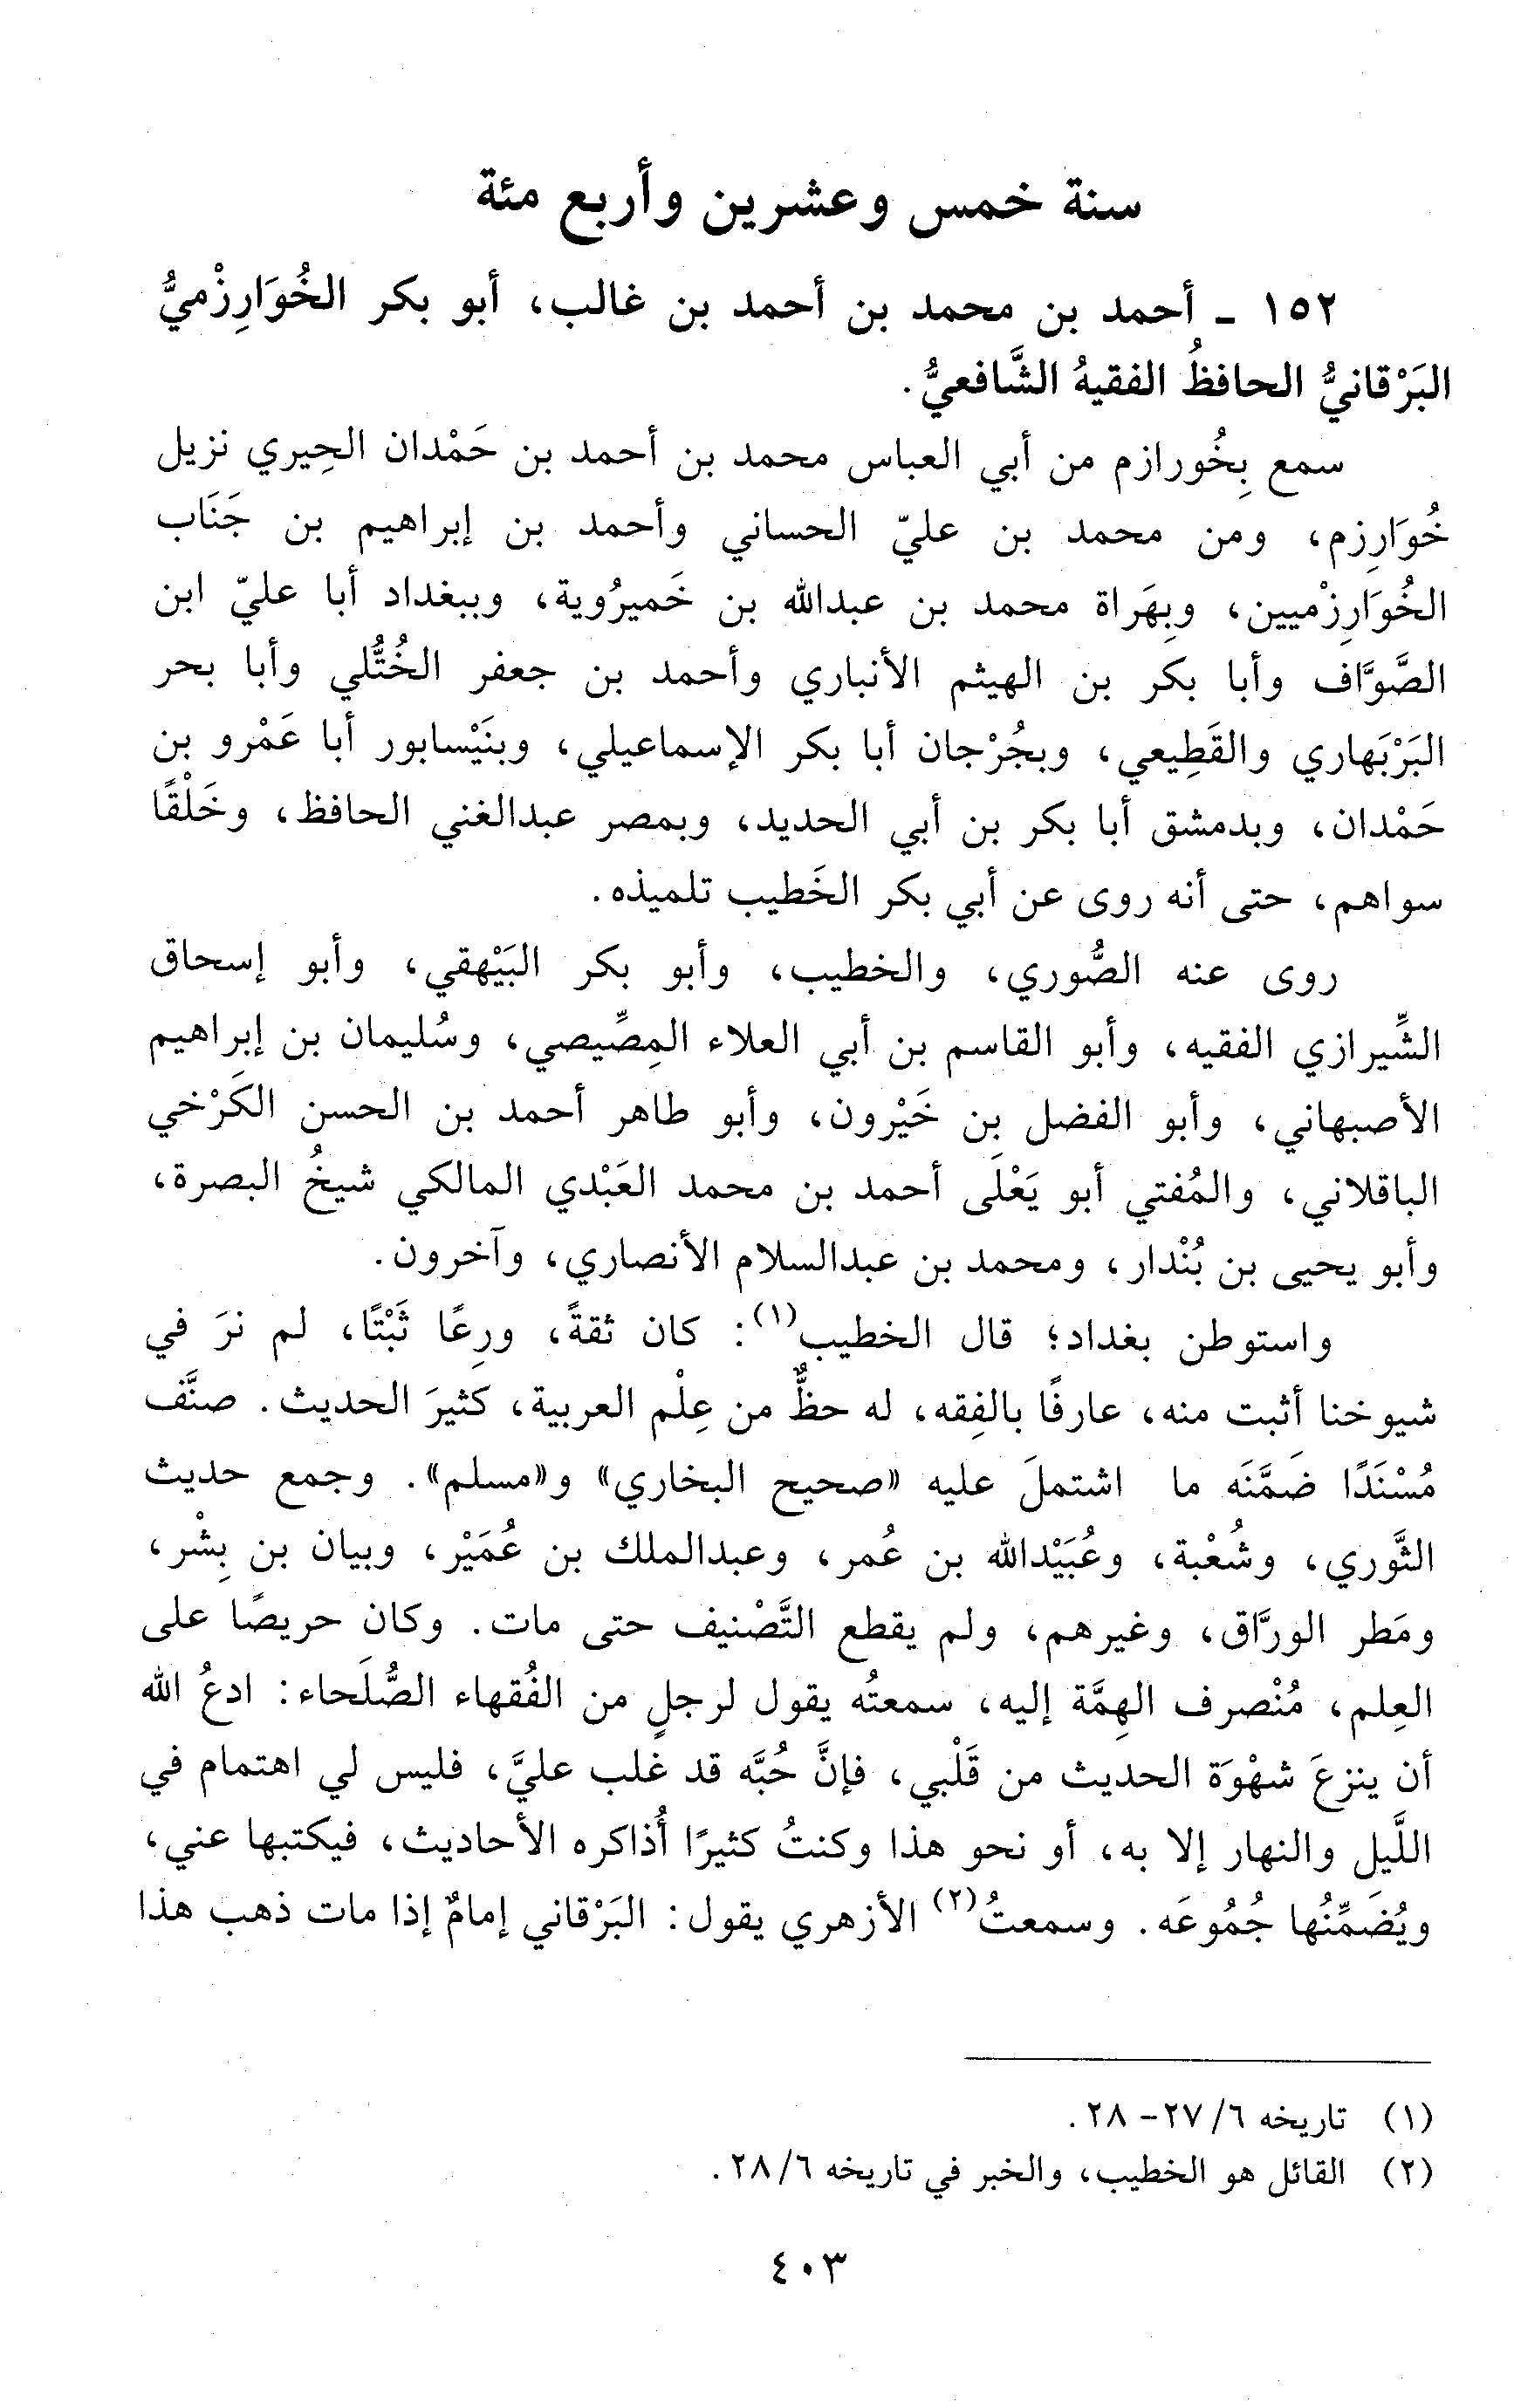 سنة خمس وعشرين وأربع مئة
١٥٢ ـ أحمد بن محمد بن أحمد بن غالب، أبو بكر الخُوَارِزْميُّ
البَرْقانيُّ الحافظُ الفقيهُ الشَّافعيُّ.
سمع بِخُورازم من أبي العباس محمد بن أحمد بن حَمْدان الحِيري نزيل
خُوَارِزم، ومن محمد بن عليّ الحساني وأحمد بن إبراهيم بن جَنَاب
الخُوَارِزْميين، وبِهَراة محمد بن عبدالله بن خَميرُوية، وببغداد أبا عليّ ابن
الصَّوَّاف وأبا بكر بن الهيثم الأنباري وأحمد بن جعفر الخُتُّلي وأبا بحر
البَرْبَهاري والقَطِيعي، وبجُرْجان أبا بكر الإسماعيلي، وبنَيْسابور أبا عَمْرو بن
حَمْدان، وبدمشق أبا بكر بن أبي الحديد، وبمصر عبدالغني الحافظ، وخَلْقًا
سواهم، حتى أنه روى عن أبي بكر الخَطيب تلميذه.
روى عنه الصُّوري، والخطيب، وأبو بكر البَيْهقي، وأبو إسحاق
الشِّيرازي الفقيه، وأبو القاسم بن أبي العلاء المِصِّيصي، وسُليمان بن إبراهيم
الأصبهاني، وأبو الفضل بن خَيْرون، وأبو طاهر أحمد بن الحسن الكَرْخي
الباقلاني، والمُفتي أبو يَعْلَى أحمد بن محمد العَبْدي المالكي شيخُ البصرة،
وأبو يحيى بن بُنْدار، ومحمد بن عبدالسلام الأنصاري، وآخرون.
واستوطن بغداد؛ قال الخطيب(١): كان ثقةً، ورِعًا ثَبْتًا، لم نرَ في
شيوخنا أثبت منه، عارفًا بالفِقه، له حظٌّ من عِلْم العربية، كثيرَ الحديث. صنَّف
مُسْنَدًا ضَمَّنَه ما اشتملَ عليه «صحيح البخاري» و«مسلم». وجمع حديث
الثَّوري، وشُعْبة، وعُبَيْدالله بن عُمر، وعبدالملك بن عُمَيْر، وبيان بن بِشْر،
ومَطر الورَّاق، وغيرهم، ولم يقطع التَّصْنيف حتى مات. وكان حريصًا على
العِلم، مُنْصرف الهِمَّة إليه، سمعتُه يقول لرجلٍ من الفُقهاء الصُّلَحاء: ادعُ الله
أن ينزعَ شهْوَة الحديث من قَلْبي، فإنَّ حُبَّه قد غلب عليَّ، فليس لي اهتمام في
اللَّيل والنهار إلا به، أو نحو هذا وكنتُ كثيرًا أُذاكره الأحاديث، فيكتبها عني،
ويُضَمِّنُها جُمُوعَه. وسمعتُ(٢) الأزهري يقول: البَرْقاني إمامٌ إذا مات ذهب هذا
(١) تاريخه ٦/ ٢٧- ٢٨.
(٢) القائل هو الخطيب، والخبر في تاريخه ٦/ ٢٨.
٤٠٣